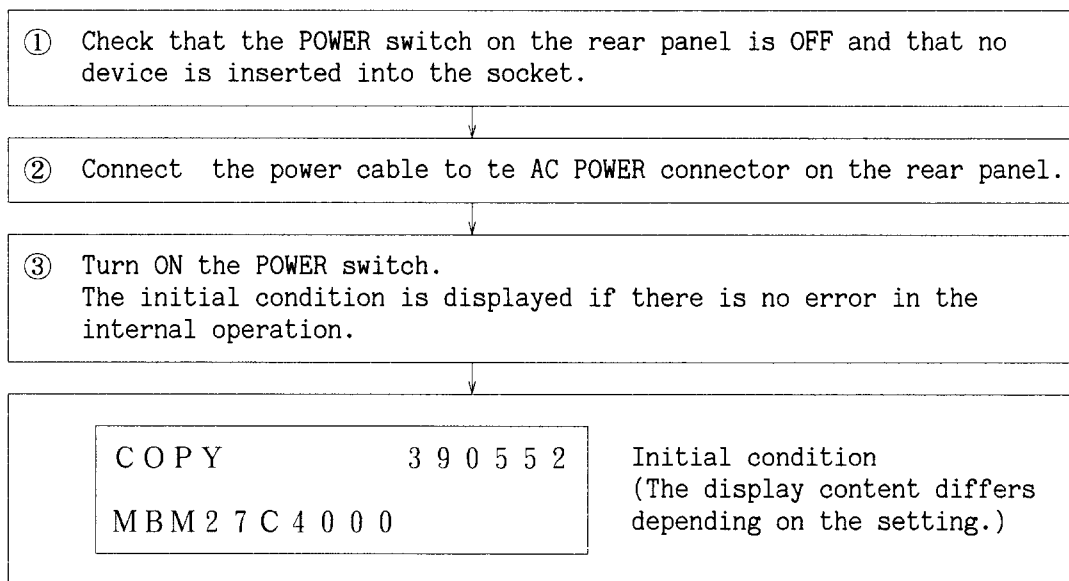 ① Check that the POWER switch on the rear panel is OFF and that no
device is inserted into the socket.
② Connect the power cable to te AC POWER connector on the rear panel.
③ Turn ON the POWER switch.
The initial condition is displayed if there is no error in the
internal operation.
COPY 390552
MBM27C4000
Initial condition
(The display content differs
depending on the setting.)